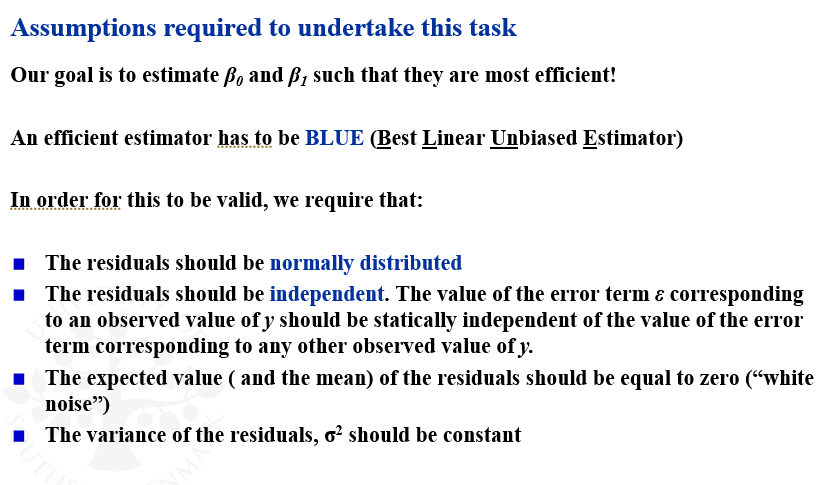 Assumptions required to undertake this task
Our goal is to estimate β0 and β1 such that they are most efficient!
An efficient estimator has to be BLUE (Best Linear Unbiased Estimator)
In order for this to be valid, we require that:
■ The residuals should be normally distributed
■ The residuals should be independent. The value of the error term ε corresponding
to an observed value of y should be statically independent of the value of the error
term corresponding to any other observed value of y.
■ The expected value ( and the mean) of the residuals should be equal to zero (“white
noise”)
■ The variance of the residuals, σ² should be constant